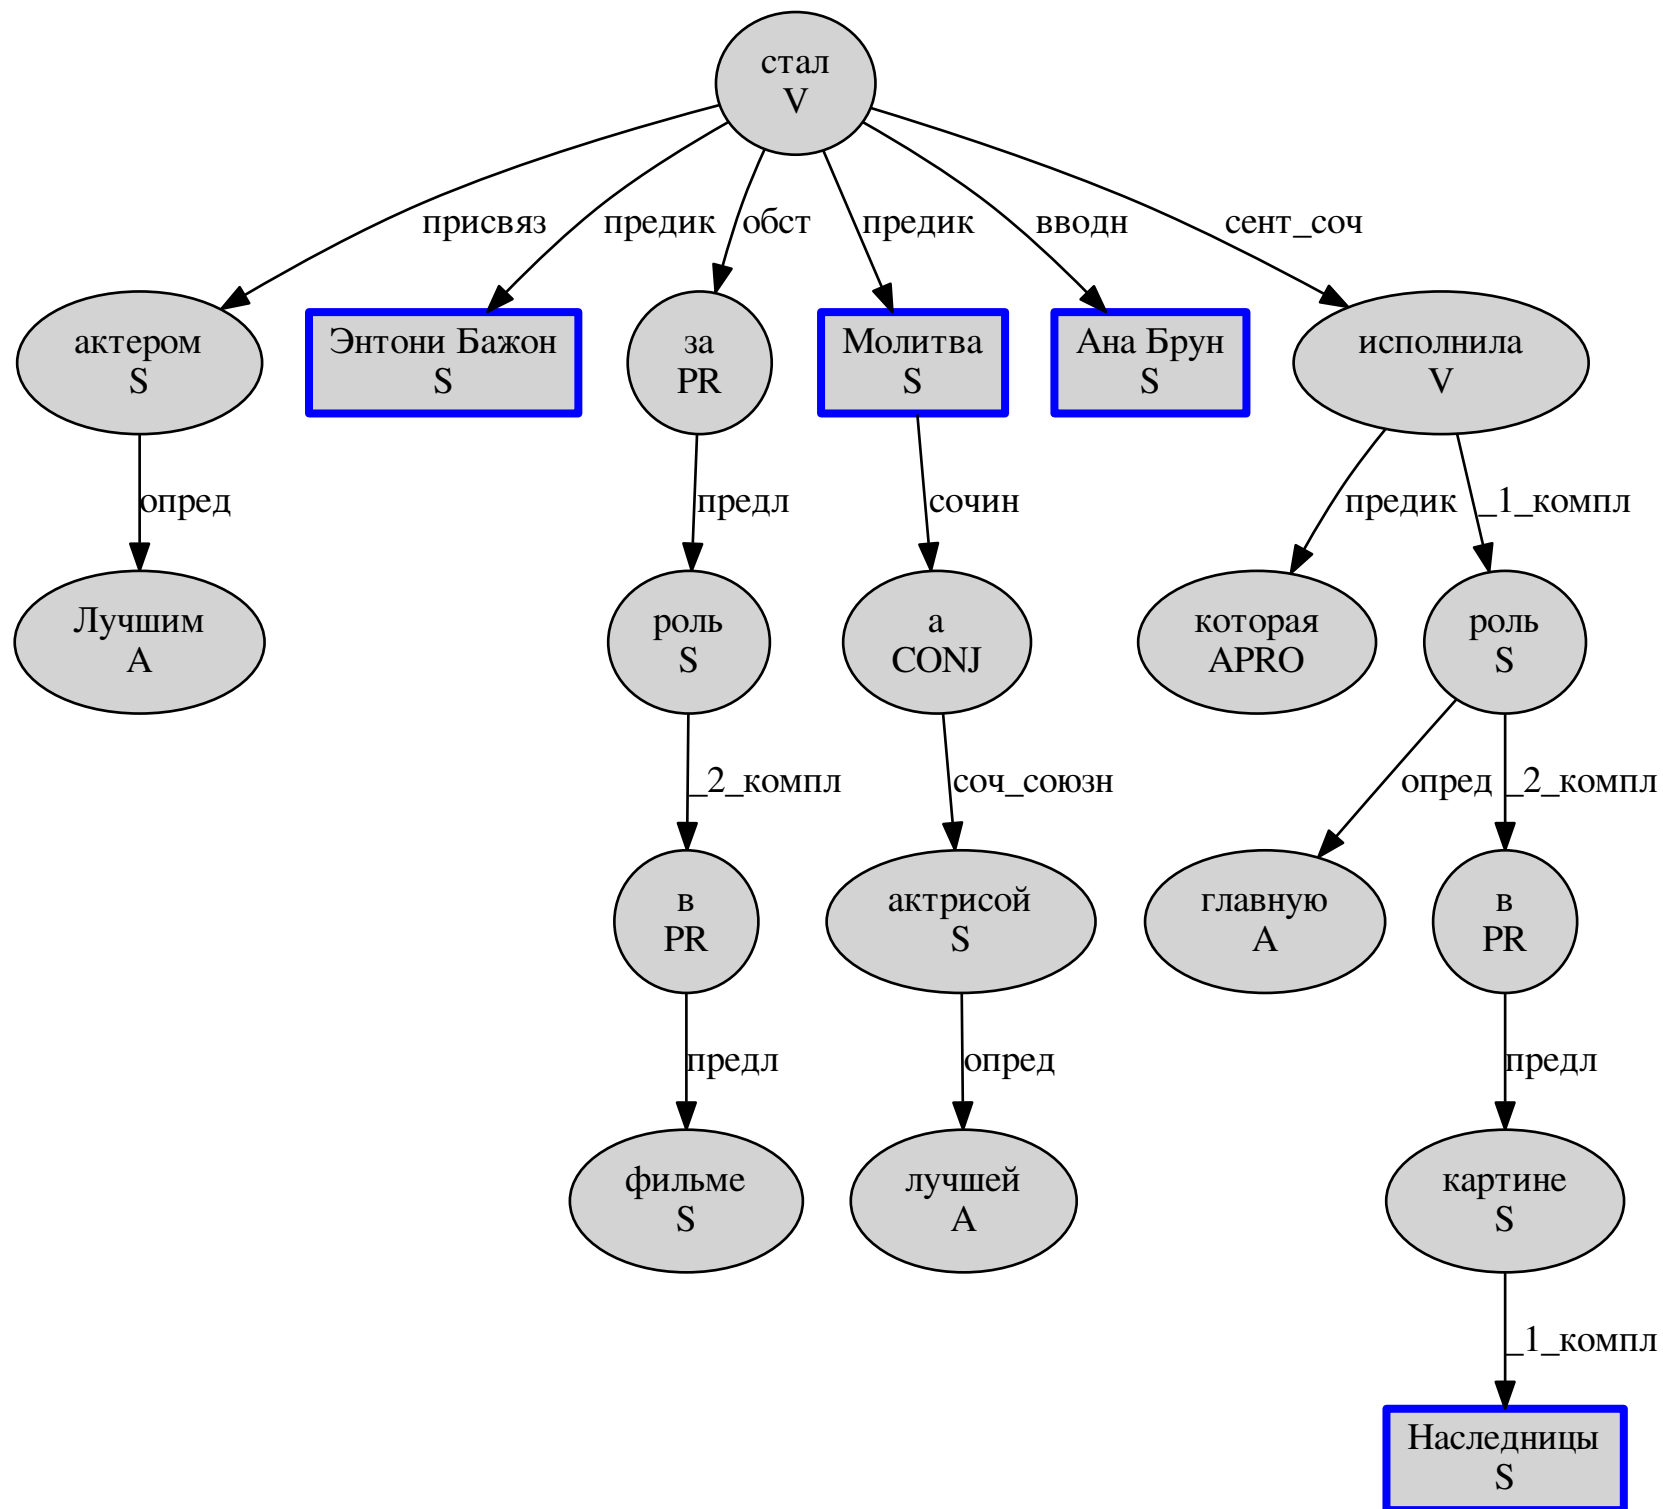 стал
V
присвяз
предик
обст
предик
вводн
сент_соч
актером
S
Энтони Бажон
S
за
PR
Молитва
S
Ана Брун
S
исполнила
V
опред
предл
сочин
предик
_1_компл
Лучшим
A
роль
S
а
CONJ
которая
APRO
роль
S
_2_компл
соч_союзн
опред
_2_компл
в
PR
актрисой
S
главную
A
в
PR
предл
опред
предл
фильме
S
лучшей
A
картине
S
_1_компл
Наследницы
S